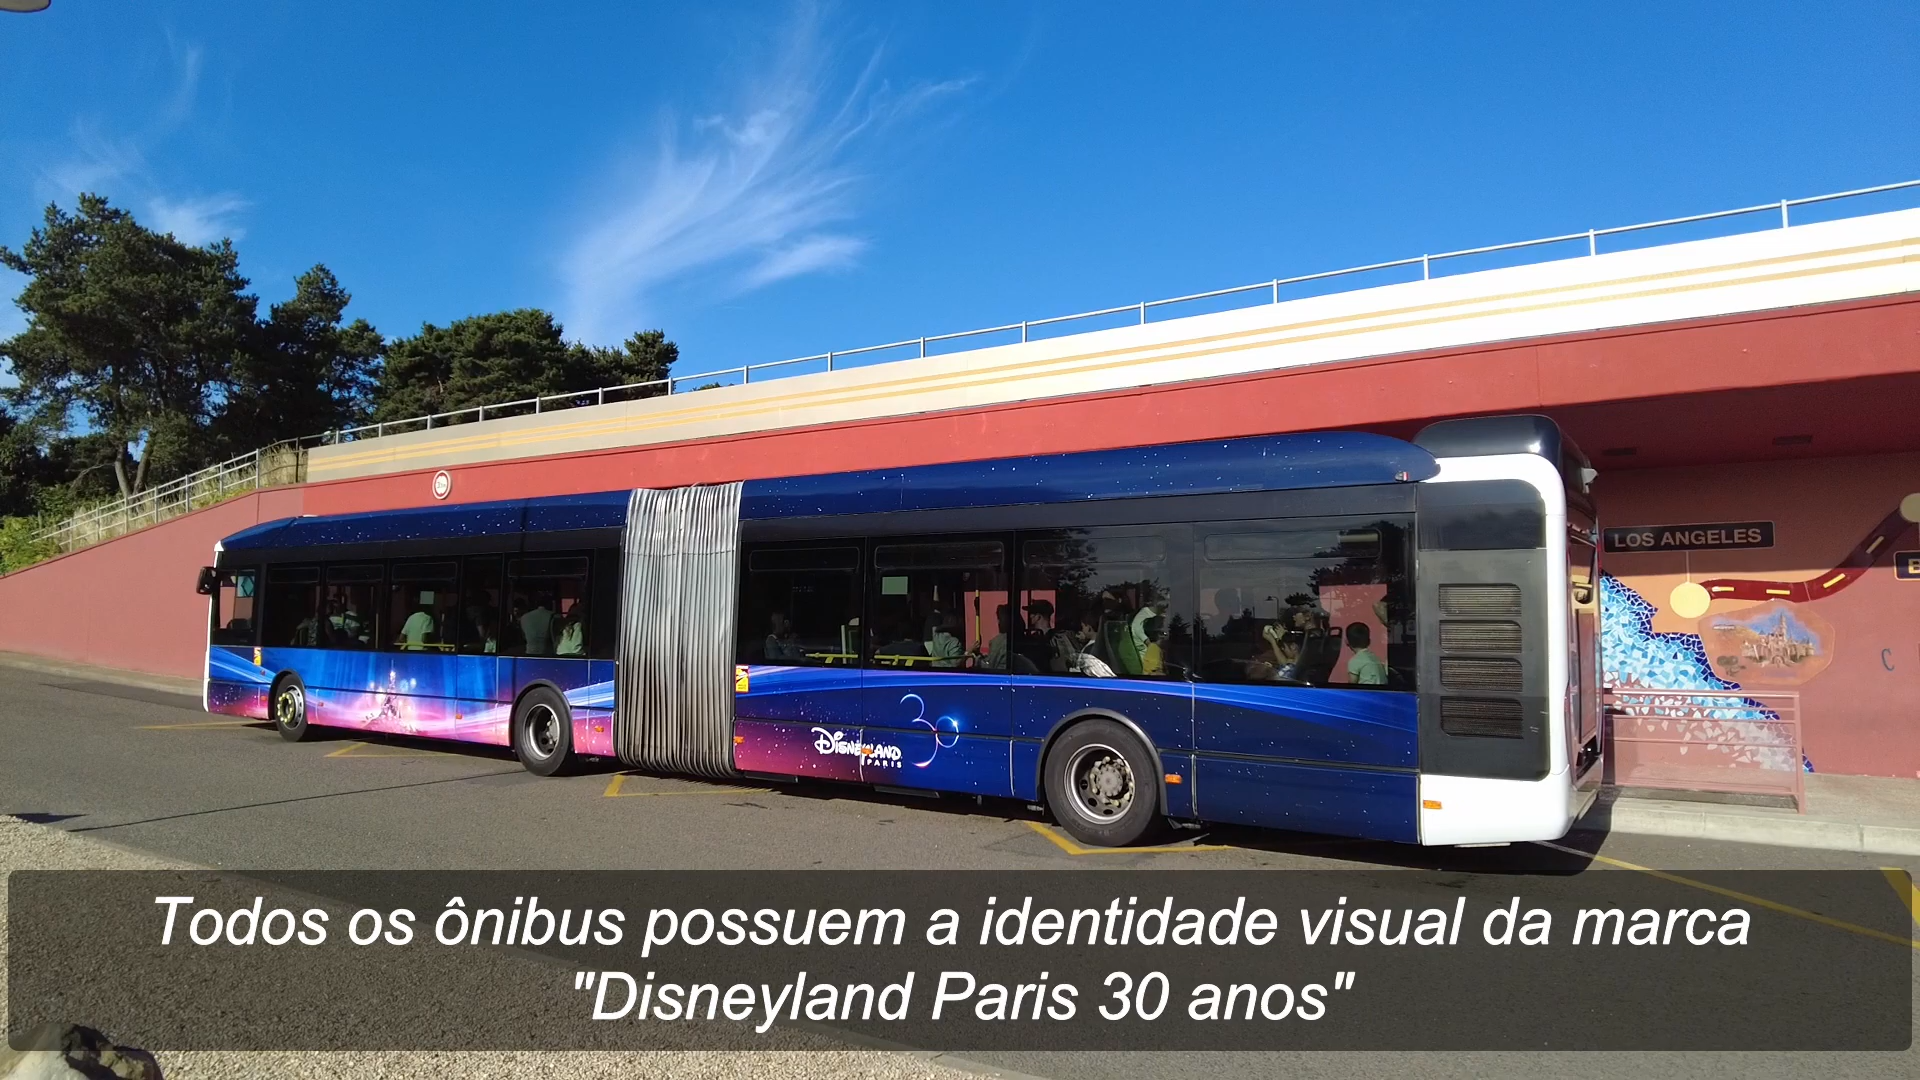 LOS ANGELES
B
C
DISNEYLAND
PARIS
30
Todos os ônibus possuem a identidade visual da marca
"Disneyland Paris 30 anos"